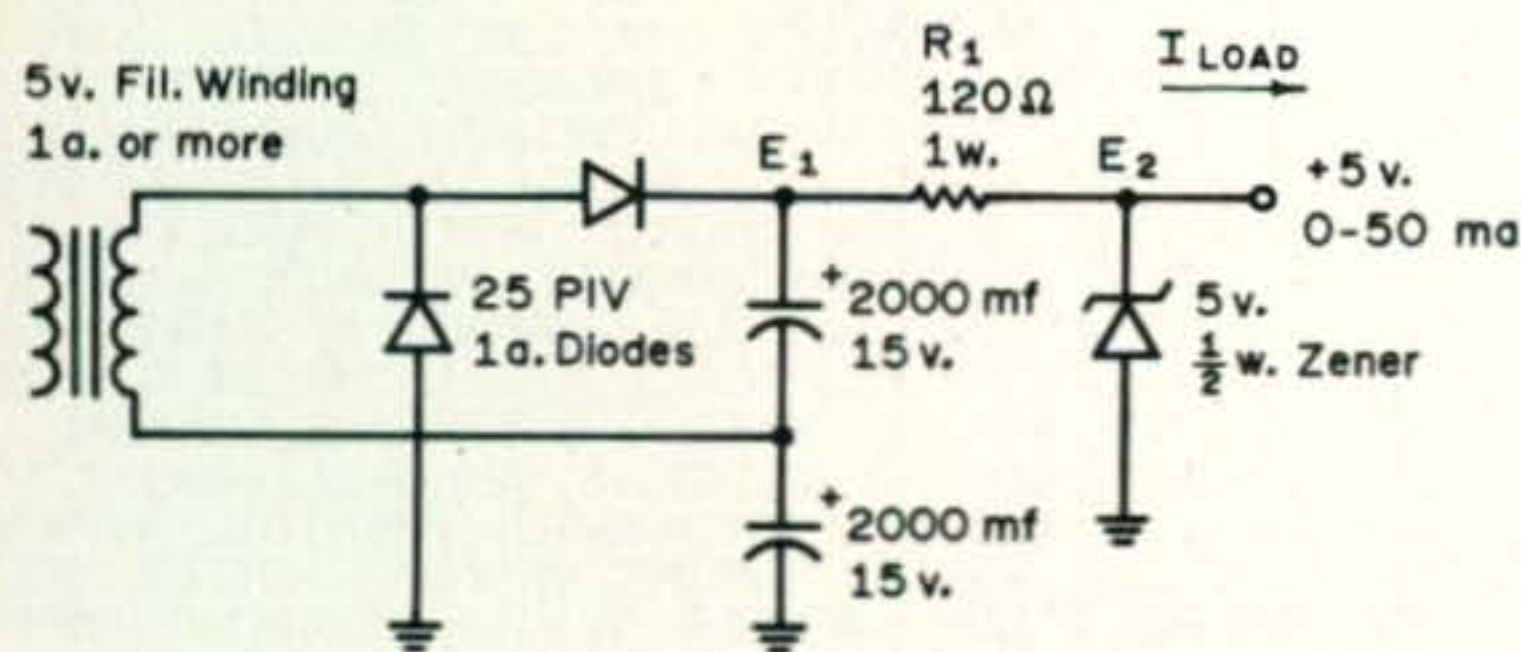 5v. Fil. Winding
1a. or more
R1
120Ω
1w.
I LOAD
E1
E2
+5 v.
0-50 ma
25 PIV
1a. Diodes
+
2000 mf
15 v.
5 v.
1/2 w. Zener
+
2000 mf
15 v.